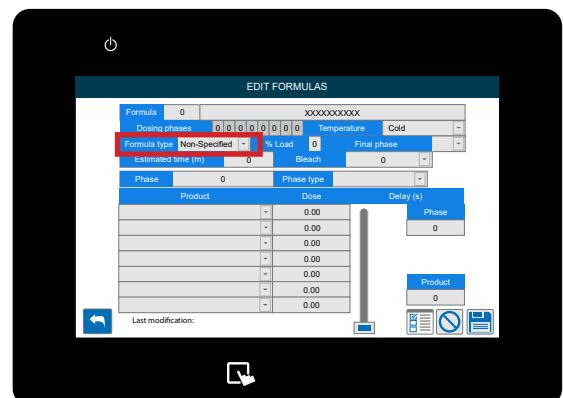 EDIT FORMULAS
Formula 0 XXXXXXXXXX
Dosing phases 0 0 0 0 0 0 0 0 Temperature Cold
Formula type Non-Specified % Load 0 Final phase
Estimated time (m) 0 Bleach 0
Phase 0 Phase type
Product Dose Delay (s)
0.00 Phase
0.00 0
0.00
0.00
0.00 Product
0.00 0
0.00
Last modification: